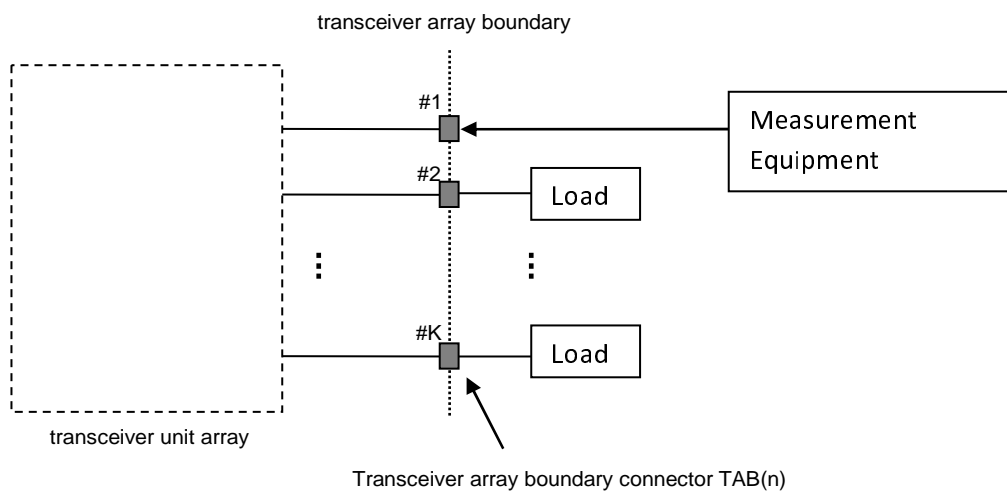 transceiver array boundary
#1
Measurement
Equipment
#2
Load
#K
Load
transceiver unit array
Transceiver array boundary connector TAB(n)